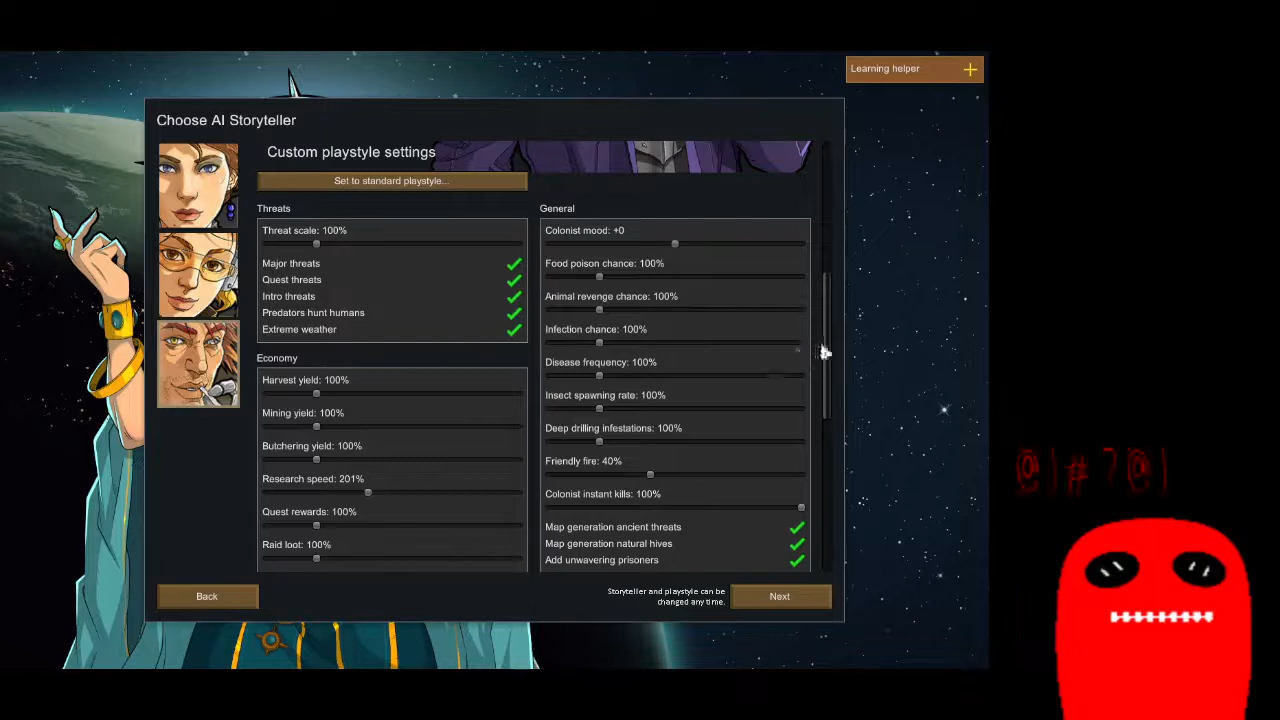 Learning helper
Choose AI Storyteller
Custom playstyle settings
Set to standard playstyle...
Threats
Threat scale: 100%
Major threats
Quest threats
Intro threats
Predators hunt humans
Extreme weather
Economy
Harvest yield: 100%
Mining yield: 100%
Butchering yield: 100%
Research speed: 201%
Quest rewards: 100%
Raid loot: 100%
General
Colonist mood: +0
Food poison chance: 100%
Animal revenge chance: 100%
Infection chance: 100%
Disease frequency: 100%
Insect spawning rate: 100%
Deep drilling infestations: 100%
Friendly fire: 40%
Colonist instant kills: 100%
Map generation ancient threats
Map generation natural hives
Add unwavering prisoners
Back
Storyteller and playstyle can be
changed any time.
Next
@|#?@|